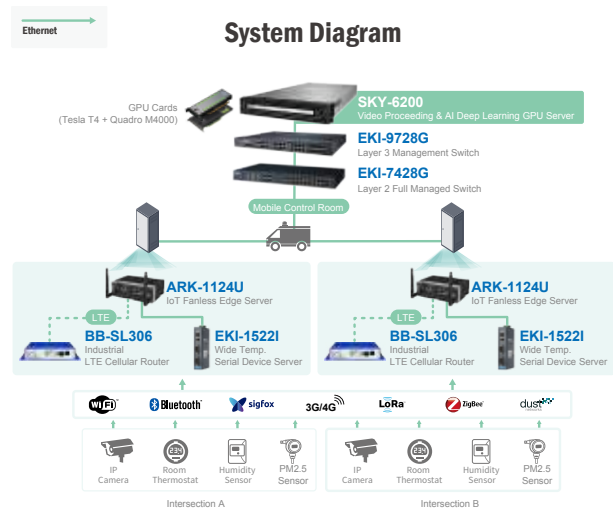 Ethernet
System Diagram
GPU Cards
(Tesla T4 + Quadro M4000)
SKY-6200
Video Proceeding & AI Deep Learning GPU Server
EKI-9728G
Layer 3 Management Switch
EKI-7428G
Layer 2 Full Managed Switch
Mobile Control Room
ARK-1124U
IoT Fanless Edge Server
LTE
BB-SL306
Industrial
LTE Cellular Router
EKI-1522I
Wide Temp.
Serial Device Server
ARK-1124U
IoT Fanless Edge Server
LTE
BB-SL306
Industrial
LTE Cellular Router
EKI-1522I
Wide Temp.
Serial Device Server
WiFi
Bluetooth
sigfox
3G/4G
LoRa
ZigBee
dust
IP
Camera
234
Room
Thermostat
Humidity
Sensor
PM2.5
Sensor
IP
Camera
234
Room
Thermostat
Humidity
Sensor
PM2.5
Sensor
Intersection A
Intersection B